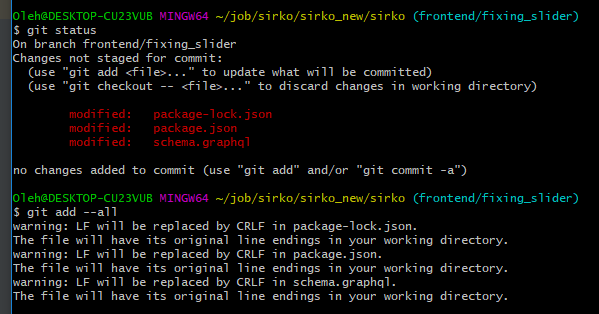 Oleh@DESKTOP-CU23VUB MINGW64 ~/job/sirko/sirko_new/sirko (frontend/fixing_slider)
$ git status
On branch frontend/fixing_slider
Changes not staged for commit:
  (use "git add <file>..." to update what will be committed)
  (use "git checkout -- <file>..." to discard changes in working directory)

        modified:   package-lock.json
        modified:   package.json
        modified:   schema.graphql

no changes added to commit (use "git add" and/or "git commit -a")

Oleh@DESKTOP-CU23VUB MINGW64 ~/job/sirko/sirko_new/sirko (frontend/fixing_slider)
$ git add --all
warning: LF will be replaced by CRLF in package-lock.json.
The file will have its original line endings in your working directory.
warning: LF will be replaced by CRLF in package.json.
The file will have its original line endings in your working directory.
warning: LF will be replaced by CRLF in schema.graphql.
The file will have its original line endings in your working directory.